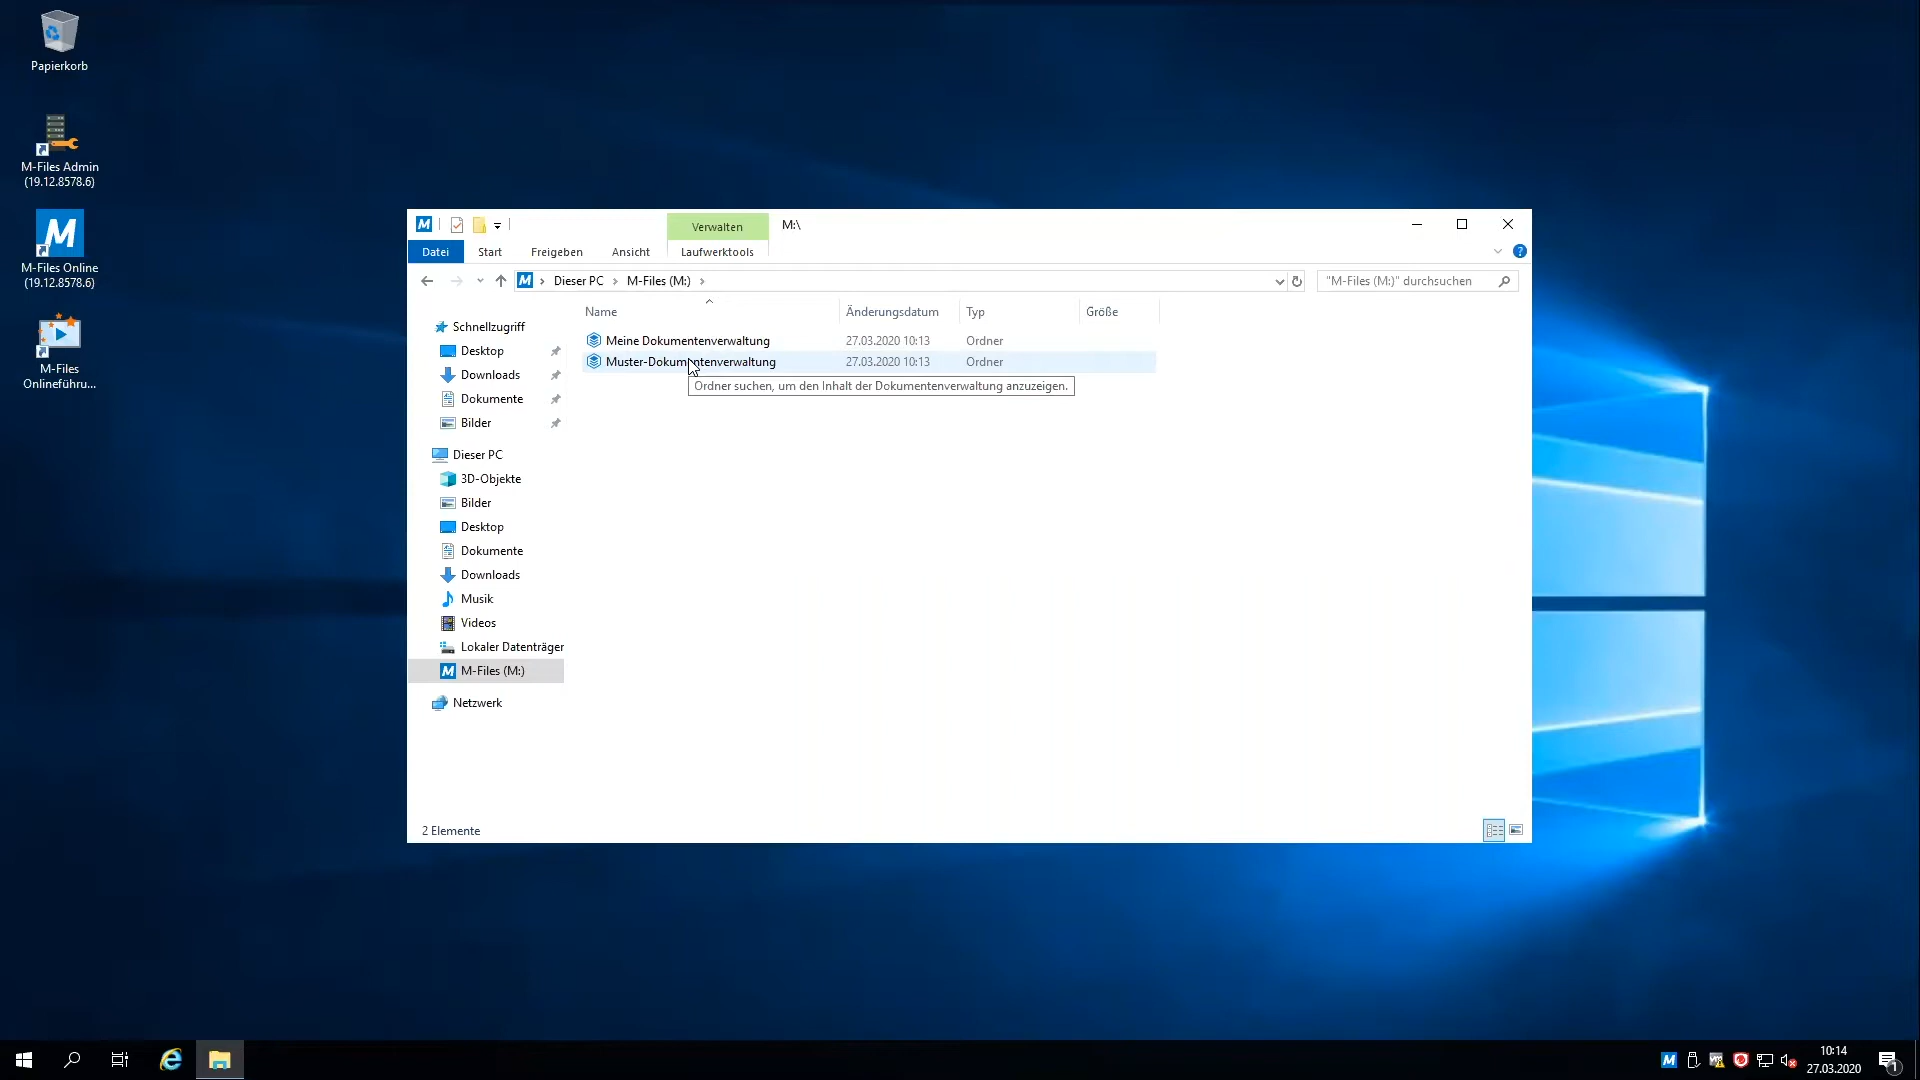 Papierkorb
M-Files Admin
(19.12.8578.6)
M-Files Online
(19.12.8578.6)
M-Files
Onlineführu...
Verwalten
M:\
Datei
Start
Freigeben
Ansicht
Laufwerktools
Dieser PC
M-Files (M:)
"M-Files (M:)" durchsuchen
Name
Änderungsdatum
Typ
Größe
Meine Dokumentenverwaltung 27.03.2020 10:13 Ordner
Muster-Dokumentenverwaltung 27.03.2020 10:13 Ordner
Ordner suchen, um den Inhalt der Dokumentenverwaltung anzuzeigen.
Schnellzugriff
Desktop
Downloads
Dokumente
Bilder
Dieser PC
3D-Objekte
Bilder
Desktop
Dokumente
Downloads
Musik
Videos
Lokaler Datenträger
M-Files (M:)
Netzwerk
2 Elemente
10:14
27.03.2020
1